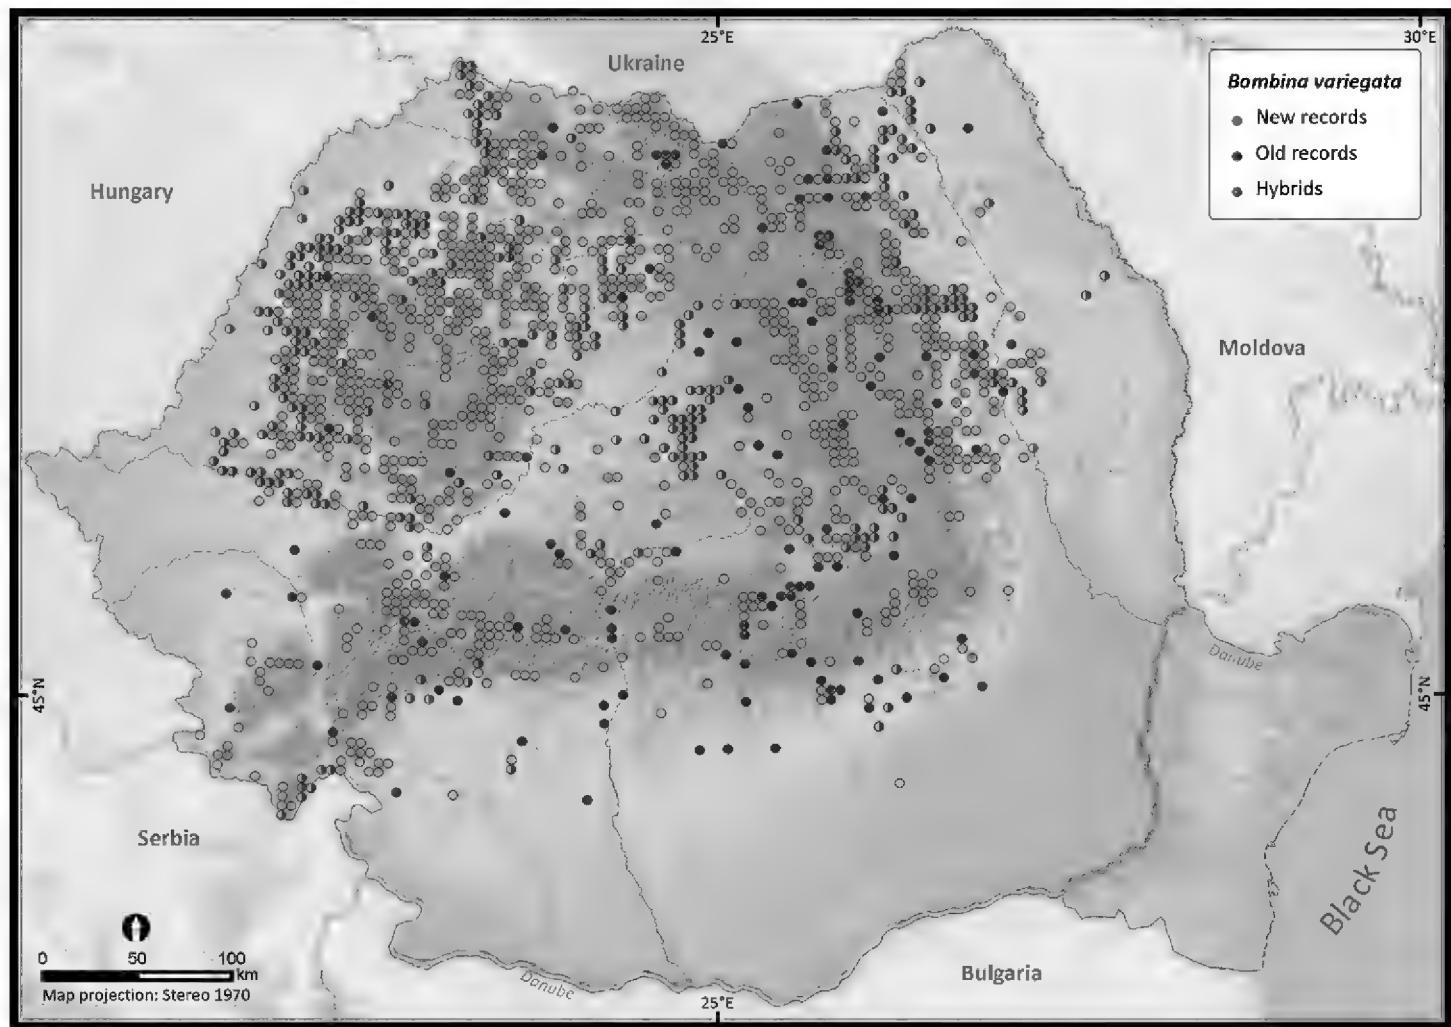 25°E
30°E
Ukraine
Bombina variegata
New records
Old records
Hybrids
Hungary
Moldova
Danube
45°N
45°N
Serbia
Black Sea
0 50 100
km
Map projection: Stereo 1970
Danube
Bulgaria
25°E